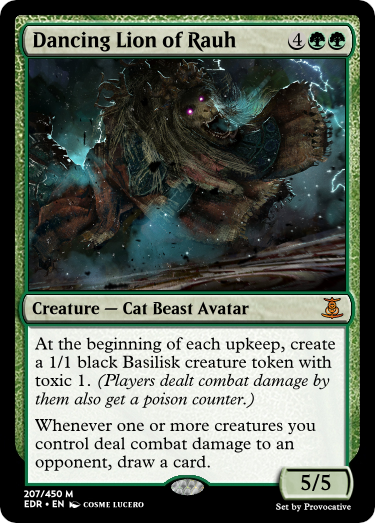 Dancing Lion of Rauh 4
Creature — Cat Beast Avatar
At the beginning of each upkeep, create
a 1/1 black Basilisk creature token with
toxic 1. (Players dealt combat damage by
them also get a poison counter.)
Whenever one or more creatures you
control deal combat damage to an
opponent, draw a card.
5/5
207/450 M
EDR • EN COSME LUCERO
Set by Provocative